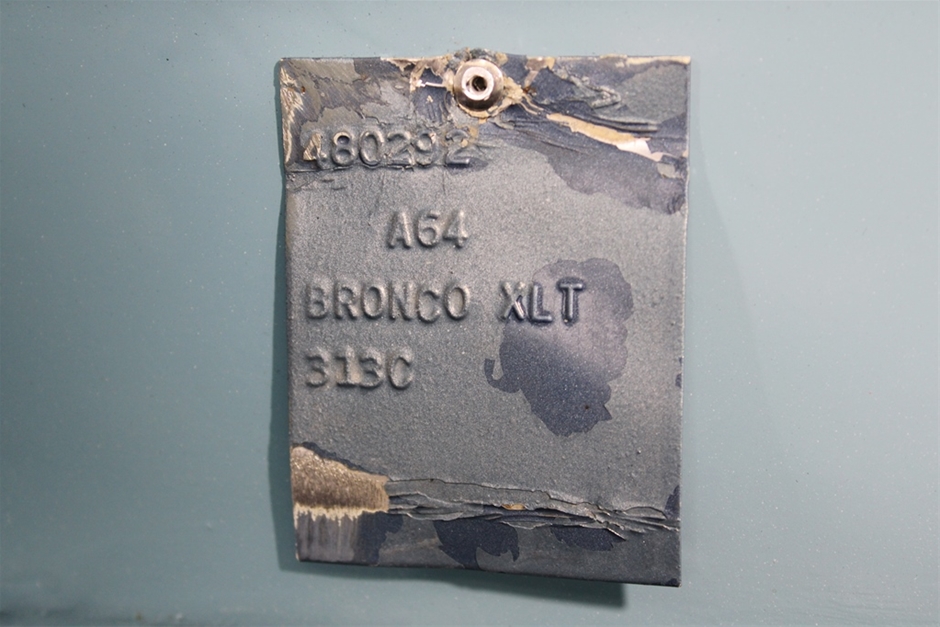 480292
A64
BRONCO XLT
313C